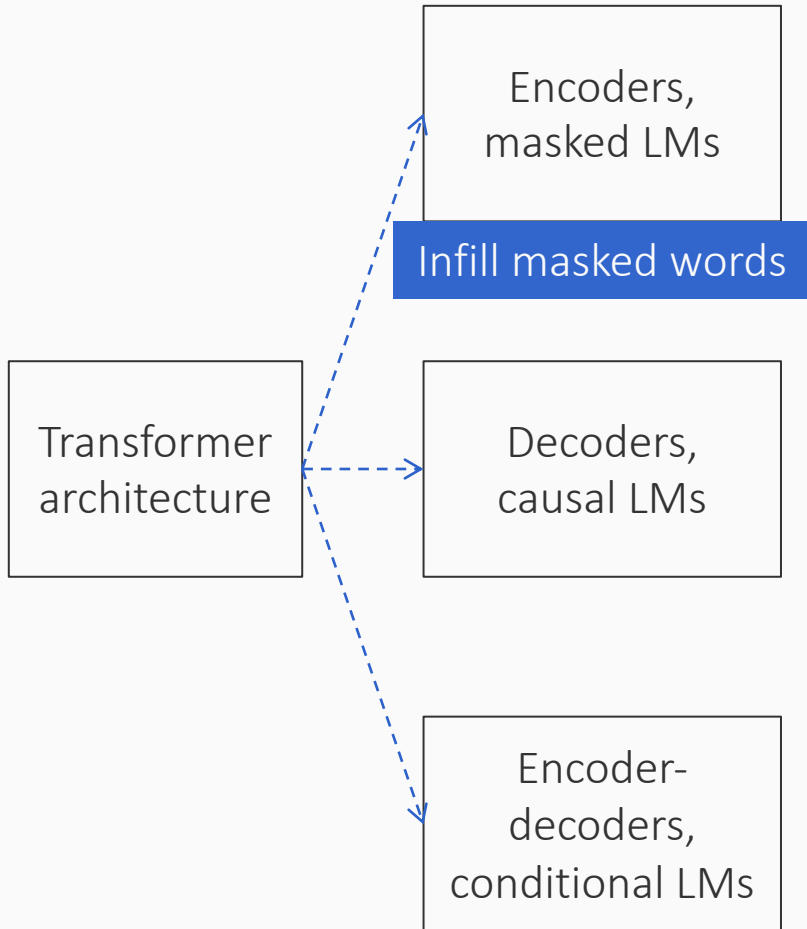 Encoders,
masked LMs
Infill masked words
Transformer
architecture
Decoders,
causal LMs
Encoder-
decoders,
conditional LMs